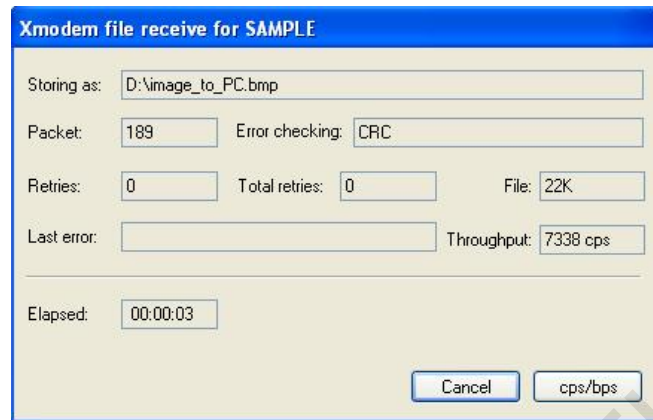 Xmodem file receive for SAMPLE
Storing as: D:\image_to_PC.bmp
Packet: 189 Error checking: CRC
Retries: 0 Total retries: 0 File: 22K
Last error: Throughput: 7338 cps
Elapsed: 00:00:03
Cancel cps/bps